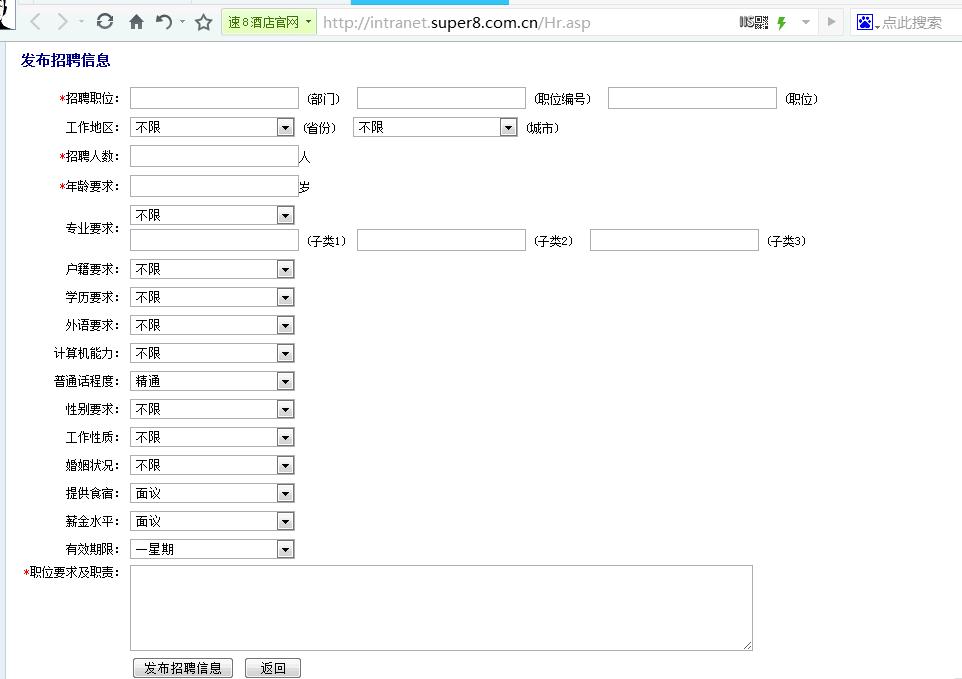 速8酒店官网 http://intranet.super8.com.cn/Hr.asp 点此搜索
发布招聘信息
*招聘职位： （部门） （职位编号） （职位）
工作地区： 不限 （省份） 不限 （城市）
*招聘人数： 人
*年龄要求： 岁
专业要求： 不限
（子类1） （子类2） （子类3）
户籍要求： 不限
学历要求： 不限
外语要求： 不限
计算机能力： 不限
普通话程度： 精通
性别要求： 不限
工作性质： 不限
婚姻状况： 不限
提供食宿： 面议
薪金水平： 面议
有效期限： 一星期
*职位要求及职责：
发布招聘信息 返回